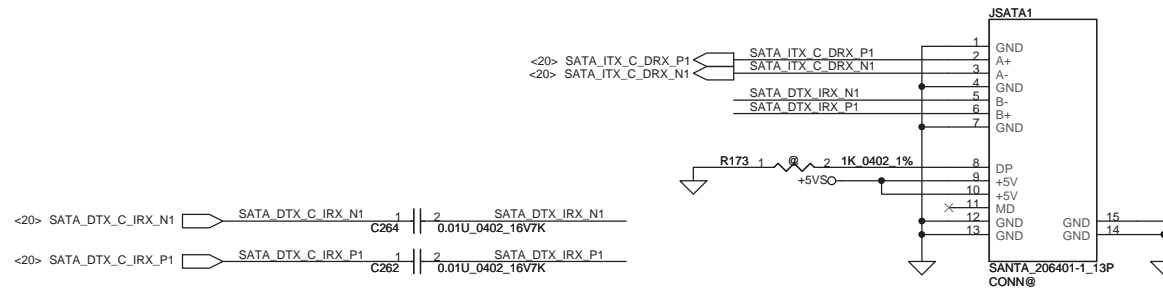 JSATA1
1 GND
<20> SATA_ITX_C_DRX_P1 SATA_ITX_C_DRX_P1 2 A+
<20> SATA_ITX_C_DRX_N1 SATA_ITX_C_DRX_N1 3 A-
4 GND
SATA_DTX_IRX_N1 5 B-
SATA_DTX_IRX_P1 6 B+
7 GND
R173 1 @ 2 1K_0402_1% 8 DP
+5VS 9 +5V
10 +5V
11 MD
12 GND GND 15
13 GND GND 14
SANTA_206401-1_13P
CONN@
<20> SATA_DTX_C_IRX_N1 SATA_DTX_C_IRX_N1 1 2 SATA_DTX_IRX_N1
C264 0.01U_0402_16V7K
<20> SATA_DTX_C_IRX_P1 SATA_DTX_C_IRX_P1 1 2 SATA_DTX_IRX_P1
C262 0.01U_0402_16V7K